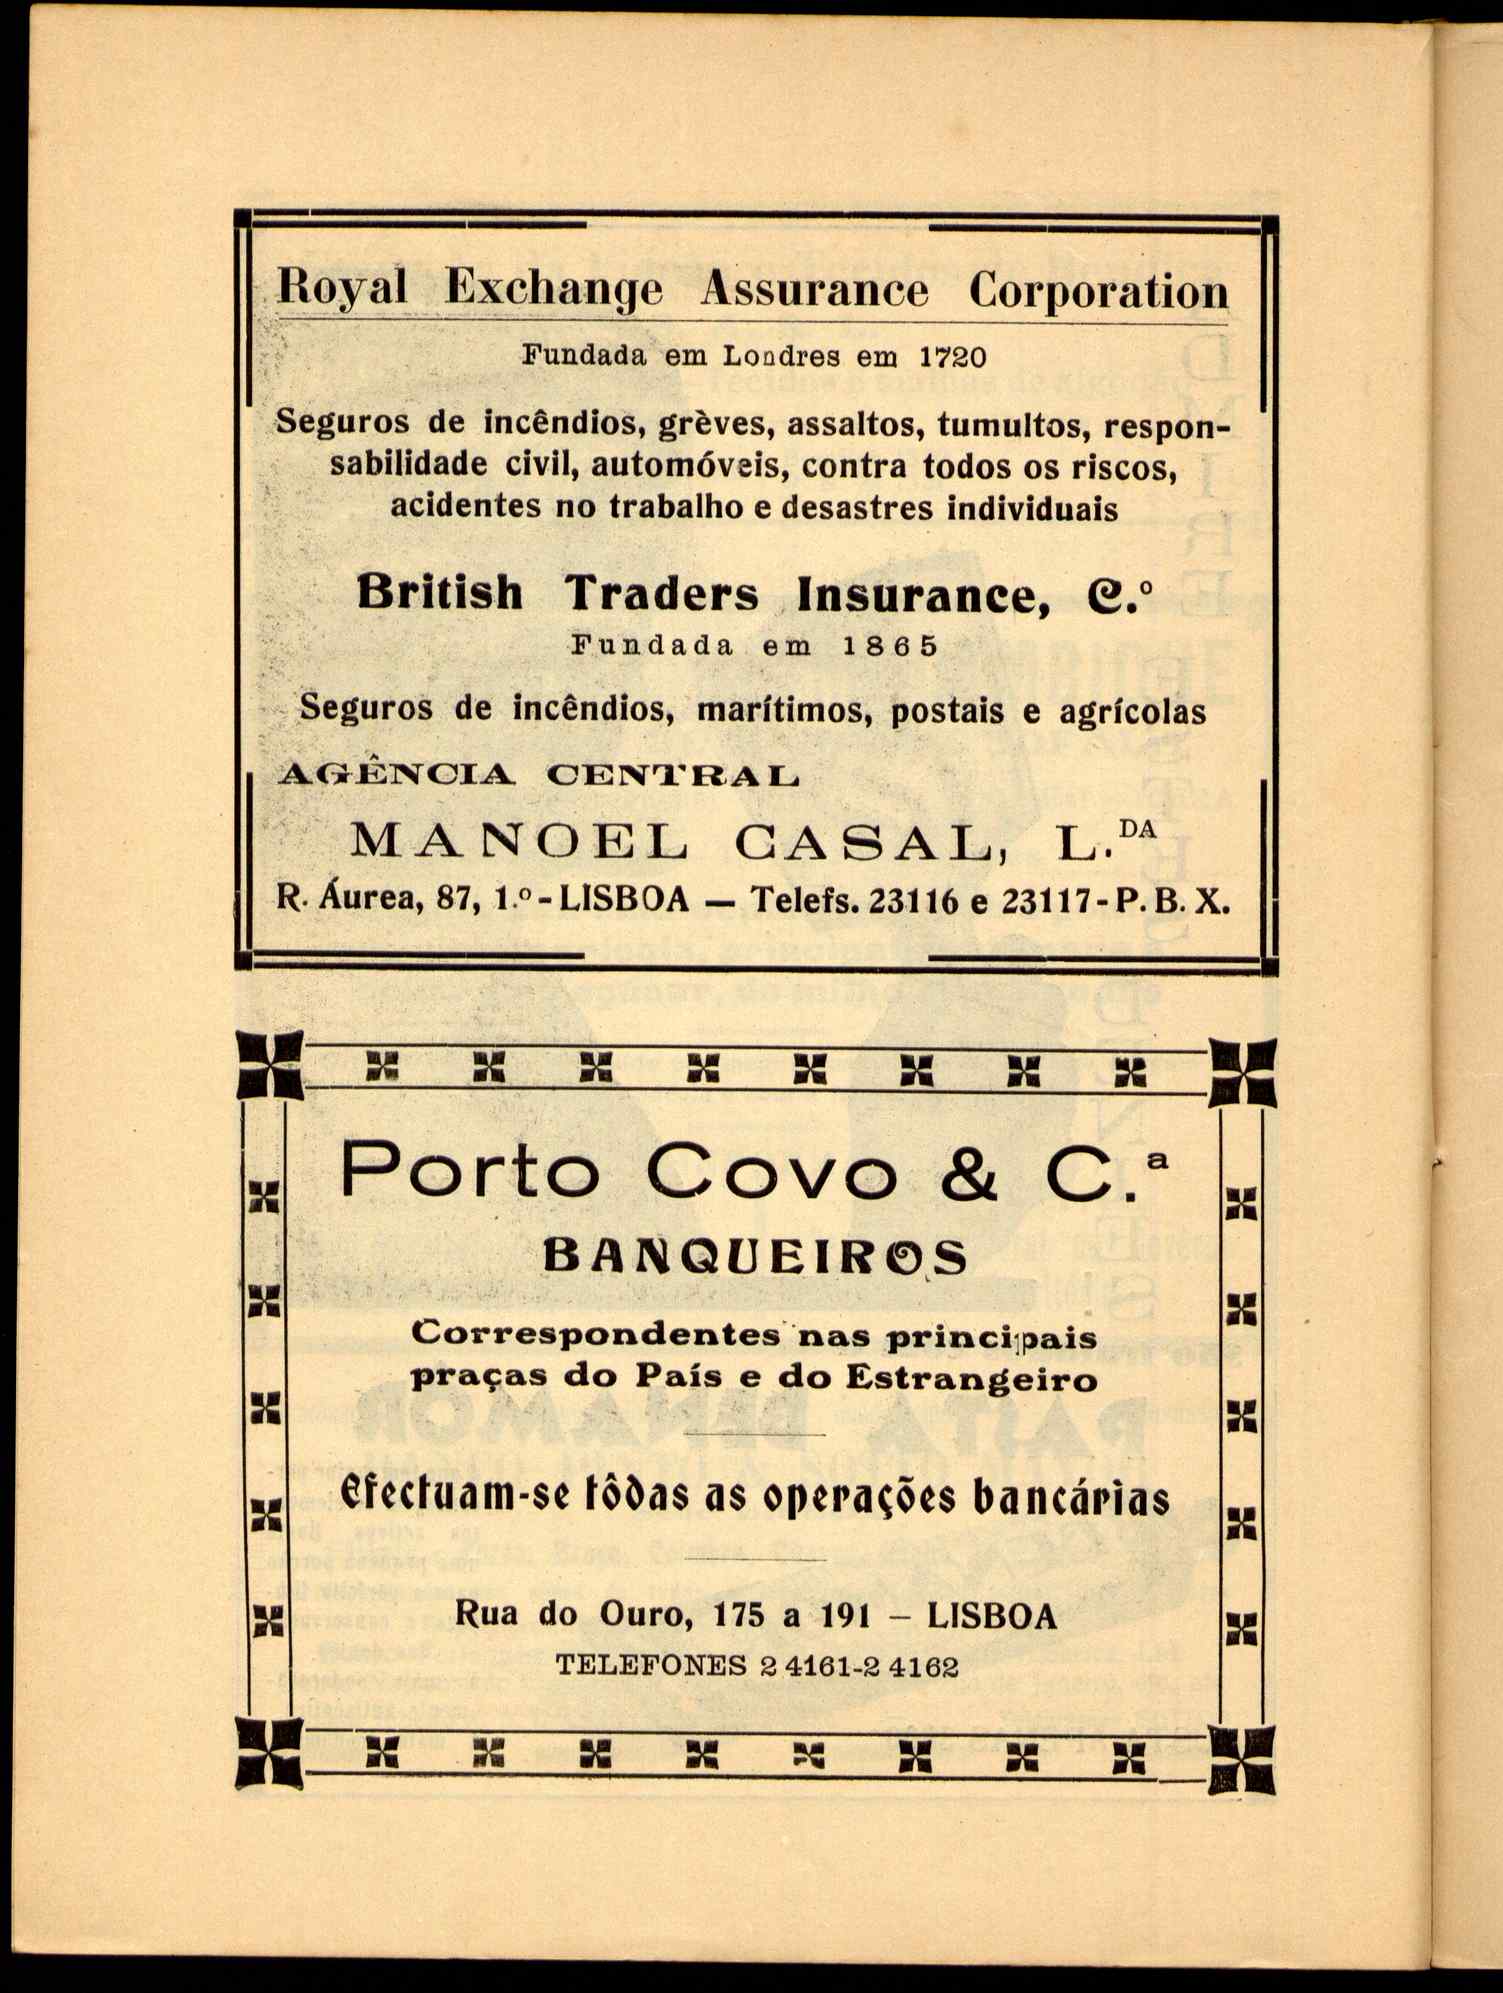 Royal Exchange Assurance Corporation
Fundada em Londres em 1720
Seguros de incêndios, grèves, assaltos, tumultos, respon-
sabilidade civil, automóveis, contra todos os riscos,
acidentes no trabalho e desastres individuais
British Traders Insurance, C.º
Fundada em 1865
Seguros de incêndios, marítimos, postais e agrícolas
AGÊNCIA CENTRAL
MANOEL CASAL, L.DA
R. Áurea, 87, 1.º - LISBOA — Telefs. 23116 e 23117 - P. B. X.
Porto Covo & C.ª
BANQUEIROS
Correspondentes nas principais
praças do País e do Estrangeiro
Efectuam-se tôdas as operações bancárias
Rua do Ouro, 175 a 191 — LISBOA
TELEFONES 2 4161-2 4162